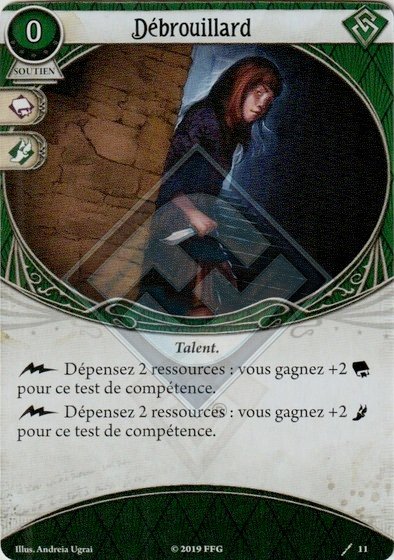 0
Débrouillard
SOUTIEN
Talent.
Dépensez 2 ressources : vous gagnez +2
pour ce test de compétence.
Dépensez 2 ressources : vous gagnez +2
pour ce test de compétence.
Illus. Andreia Ugrai
© 2019 FFG
11